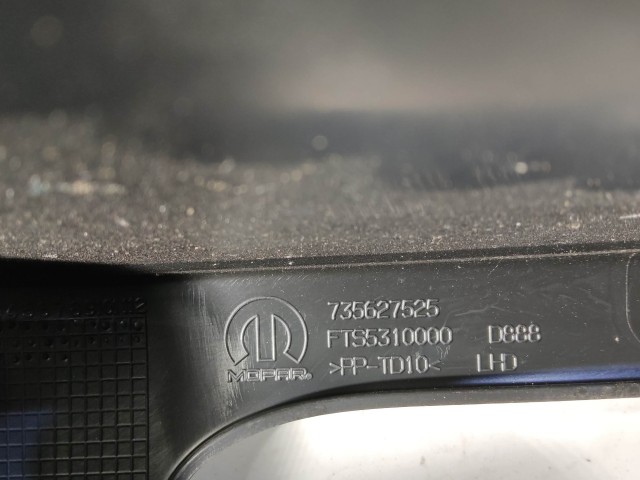 735627525
FTS5310000 D888
>PP-TD10< LHD
MOPAR